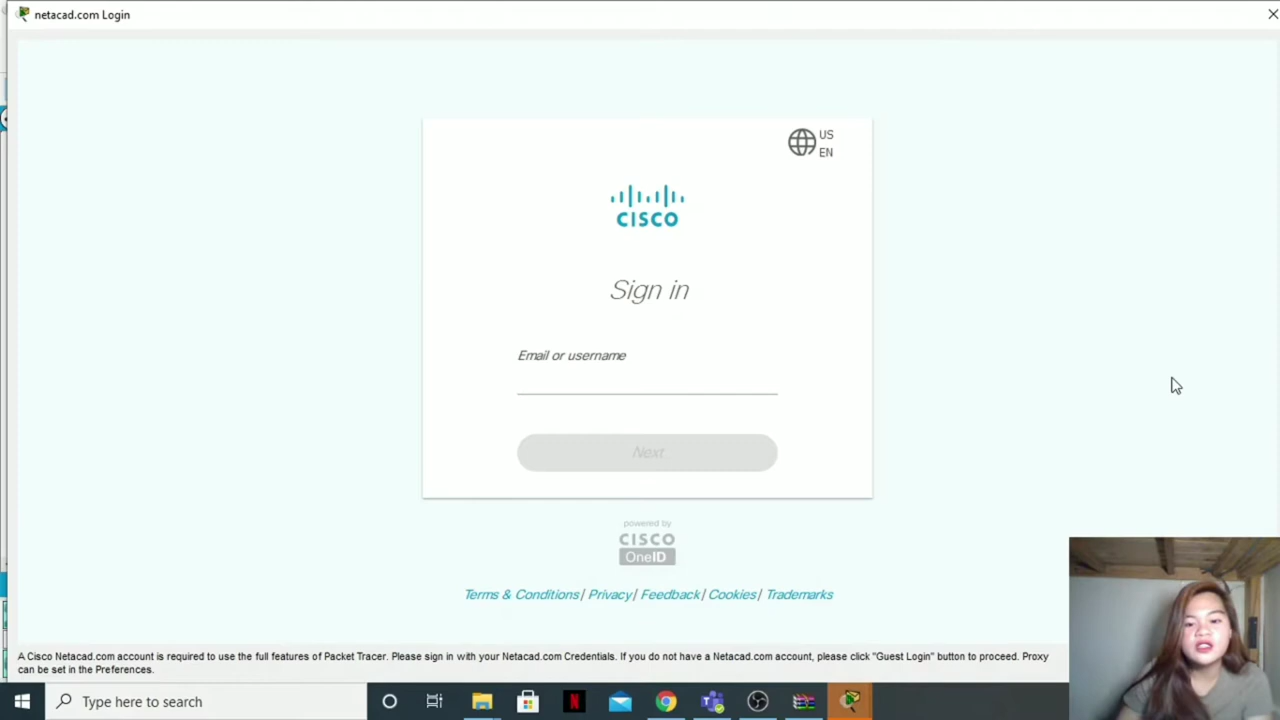 netacad.com Login
US
EN
CISCO
Sign in
Email or username
Next
powered by
CISCO
OneID
Terms & Conditions| Privacy| Feedback| Cookies| Trademarks
A Cisco Netacad.com account is required to use the full features of Packet Tracer. Please sign in with your Netacad.com Credentials. If you do not have a Netacad.com account, please click "Guest Login" button to proceed. Proxy
can be set in the Preferences.
Type here to search